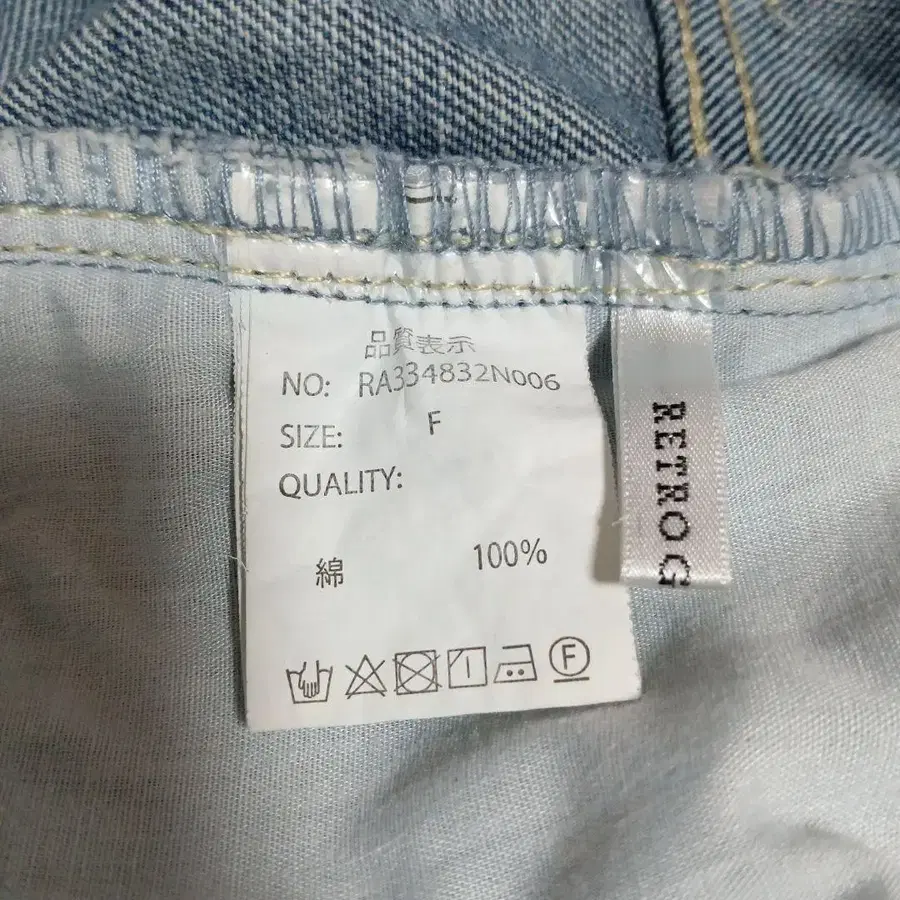 品質表示
NO: RA334832N006
SIZE: F
QUALITY:
綿 100%
F
RETRO G